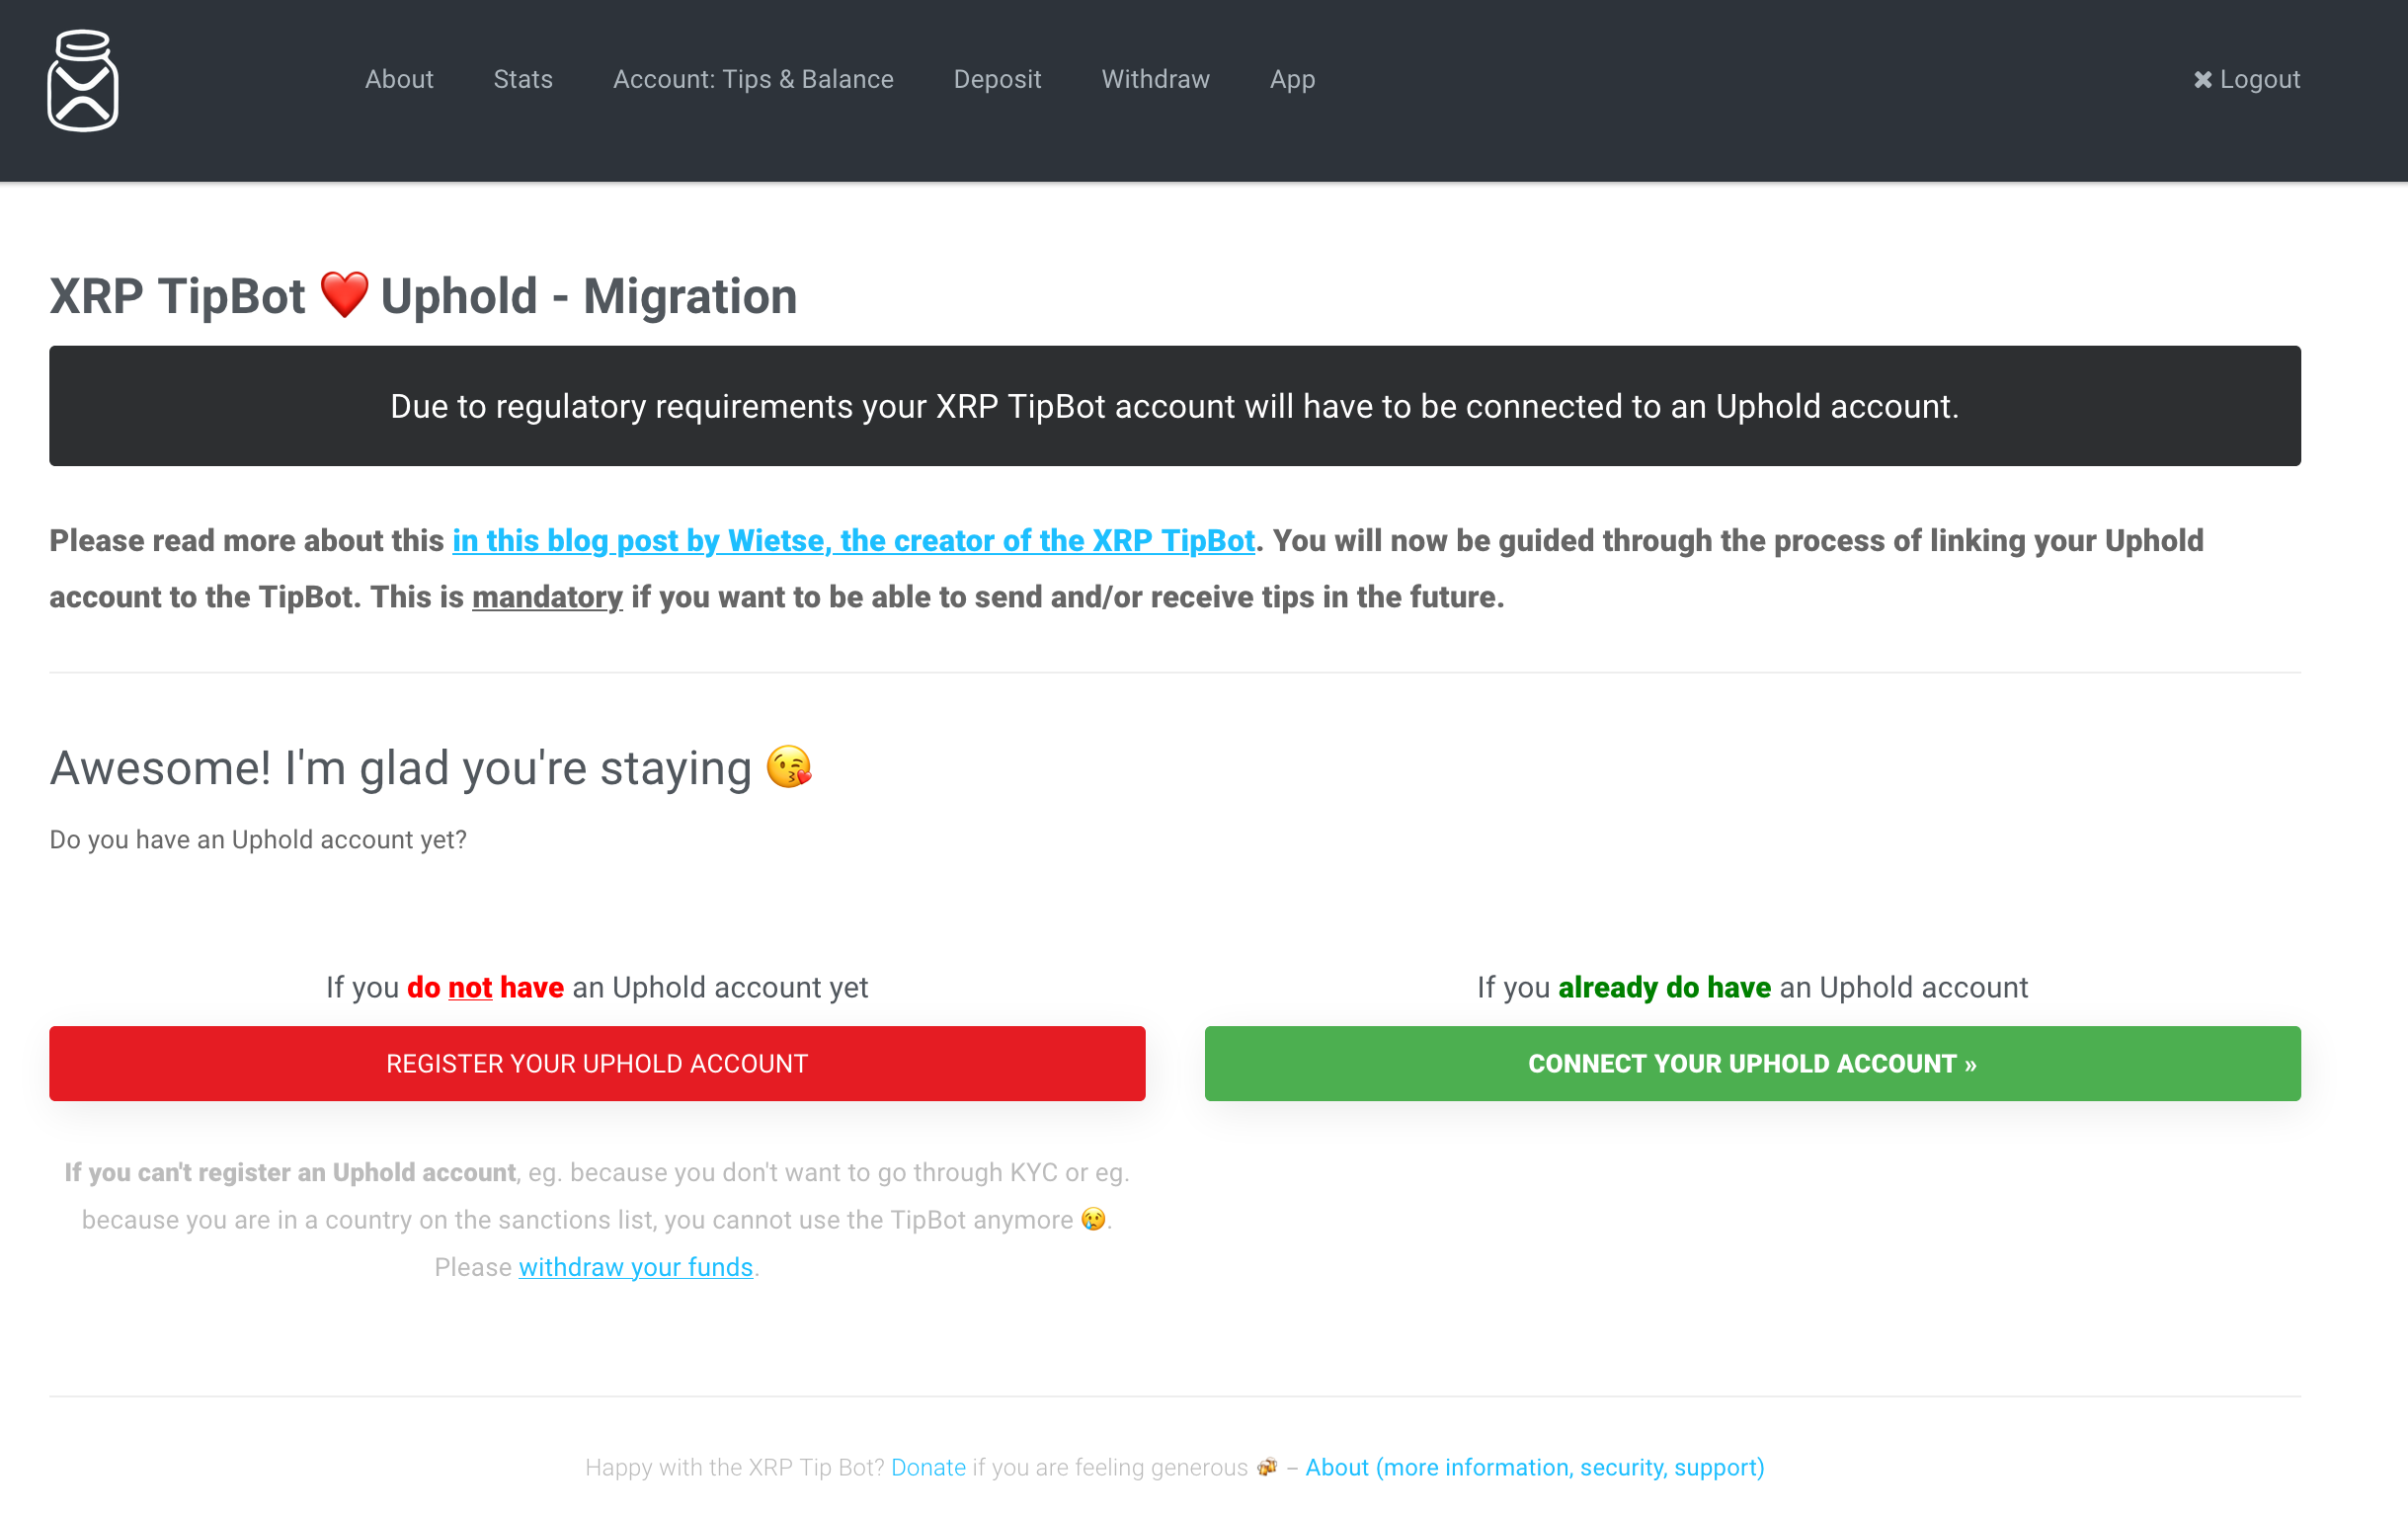 About Stats Account: Tips & Balance Deposit Withdraw App ✖ Logout
XRP TipBot ❤️ Uphold - Migration
Due to regulatory requirements your XRP TipBot account will have to be connected to an Uphold account.
Please read more about this in this blog post by Wietse, the creator of the XRP TipBot. You will now be guided through the process of linking your Uphold
account to the TipBot. This is mandatory if you want to be able to send and/or receive tips in the future.
Awesome! I'm glad you're staying 😘
Do you have an Uphold account yet?
If you do not have an Uphold account yet
REGISTER YOUR UPHOLD ACCOUNT
If you can't register an Uphold account, eg. because you don't want to go through KYC or eg.
because you are in a country on the sanctions list, you cannot use the TipBot anymore 😢.
Please withdraw your funds.
If you already do have an Uphold account
CONNECT YOUR UPHOLD ACCOUNT »
Happy with the XRP Tip Bot? Donate if you are feeling generous 🍻 – About (more information, security, support)